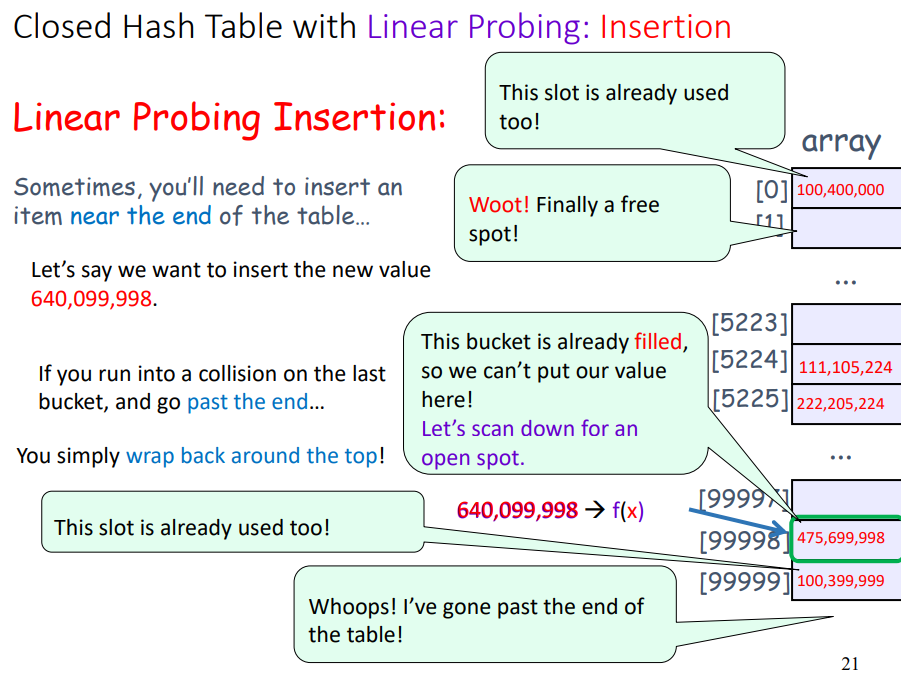 Closed Hash Table with Linear Probing: Insertion
Linear Probing Insertion:
Sometimes, you’ll need to insert an
item near the end of the table…
Let’s say we want to insert the new value
640,099,998.
If you run into a collision on the last
bucket, and go past the end…
You simply wrap back around the top!
This slot is already used
too!
array
[0] 100,400,000
Woot! Finally a free
spot!
[1]
…
This bucket is already filled,
so we can’t put our value
here!
Let’s scan down for an
open spot.
[5223]
[5224] 111,105,224
[5225] 222,205,224
…
640,099,998 → f(x)
[99997]
[99998] 475,699,998
[99999] 100,399,999
This slot is already used too!
Whoops! I’ve gone past the end of
the table!
21